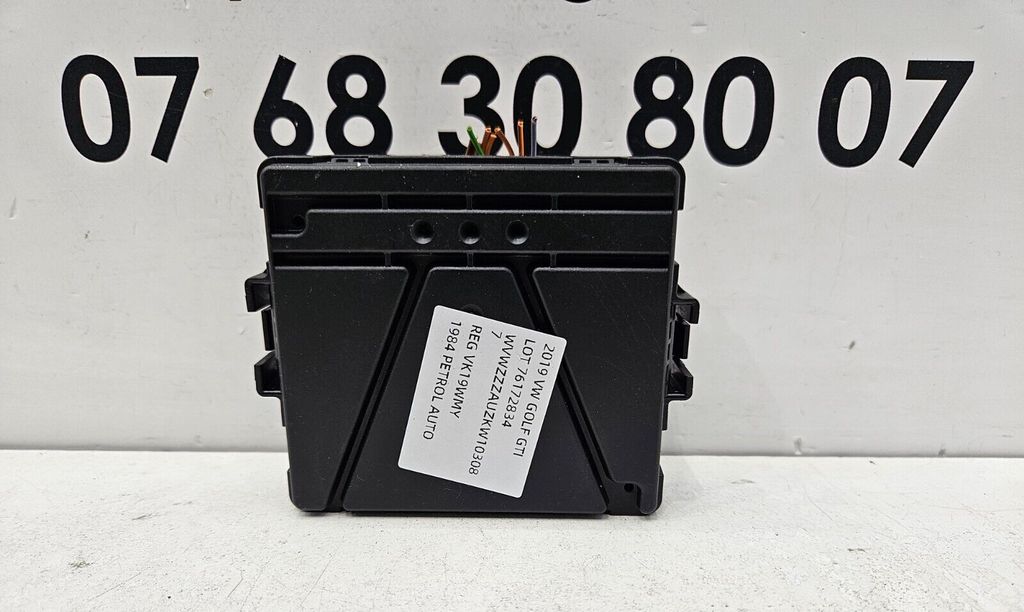 07 68 30 80 07
2019 VW GOLF GTI
LOT 76172834
WVWZZZAUZKW10308
7
REG VK19WMY
1984 PETROL AUTO